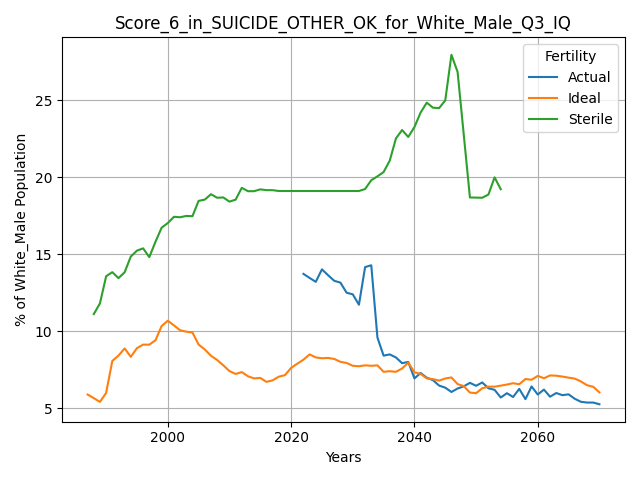 Score_6_in_SUICIDE_OTHER_OK_for_White_Male_Q3_IQ
Fertility
Actual
Ideal
Sterile
% of White_Male Population
25
20
15
10
5
2000
2020
2040
2060
Years